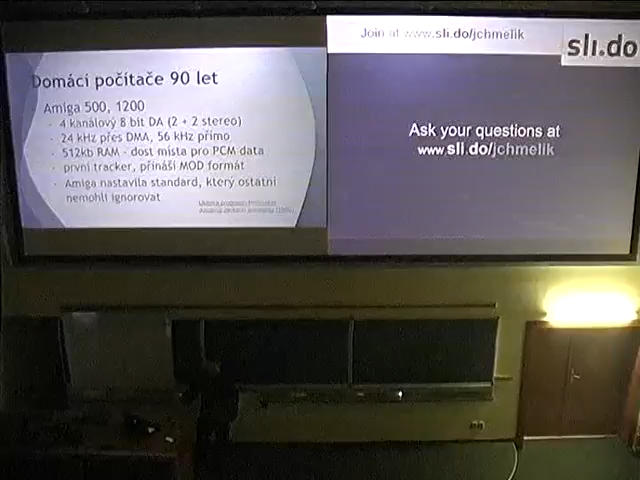 Domácí počítače 90 let
Amiga 500, 1200
- 4 kanálový 8 bit DA (2 + 2 stereo)
- 24 kHz přes DMA, 56 kHz přímo
- 512kb RAM - dost místa pro PCM data
- první tracker, přináší MOD formát
- Amiga nastavila standard, který ostatní
nemohli ignorovat
Join at www.sli.do/jchmelik
sli.do
Ask your questions at
www.sli.do/jchmelik